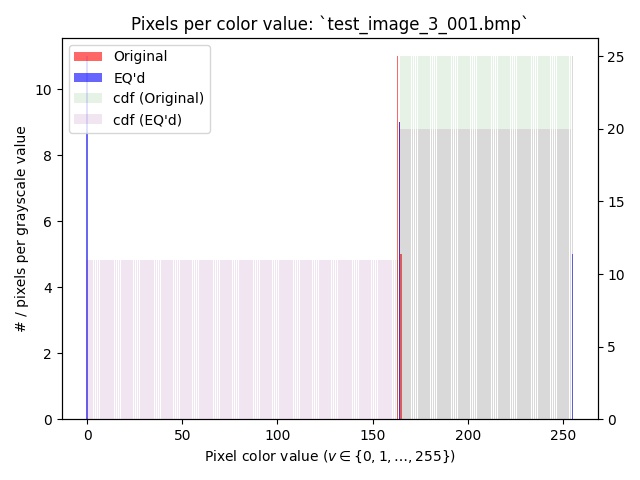 Pixels per color value: `test_image_3_001.bmp`
Original
EQ'd
cdf (Original)
cdf (EQ'd)
# / pixels per grayscale value
0
2
4
6
8
10
0
5
10
15
20
25
0
50
100
150
200
250
Pixel color value (v ∈ {0, 1, ..., 255})